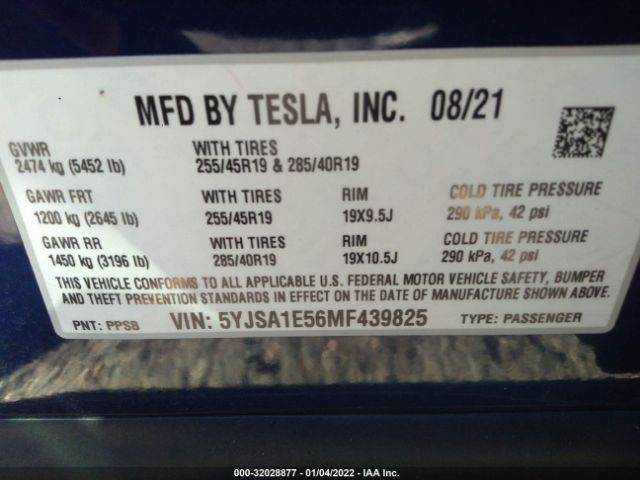 MFD BY TESLA, INC. 08/21
GVWR WITH TIRES
2474 kg (5452 lb) 255/45R19 & 285/40R19
GAWR FRT WITH TIRES RIM COLD TIRE PRESSURE
1200 kg (2645 lb) 255/45R19 19X9.5J 290 kPa, 42 psi
GAWR RR WITH TIRES RIM COLD TIRE PRESSURE
1450 kg (3196 lb) 285/40R19 19X10.5J 290 kPa, 42 psi
THIS VEHICLE CONFORMS TO ALL APPLICABLE U.S. FEDERAL MOTOR VEHICLE SAFETY, BUMPER
AND THEFT PREVENTION STANDARDS IN EFFECT ON THE DATE OF MANUFACTURE SHOWN ABOVE.
PNT: PPSB VIN: 5YJSA1E56MF439825 TYPE: PASSENGER
000-32028877 - 01/04/2022 - IAA Inc.